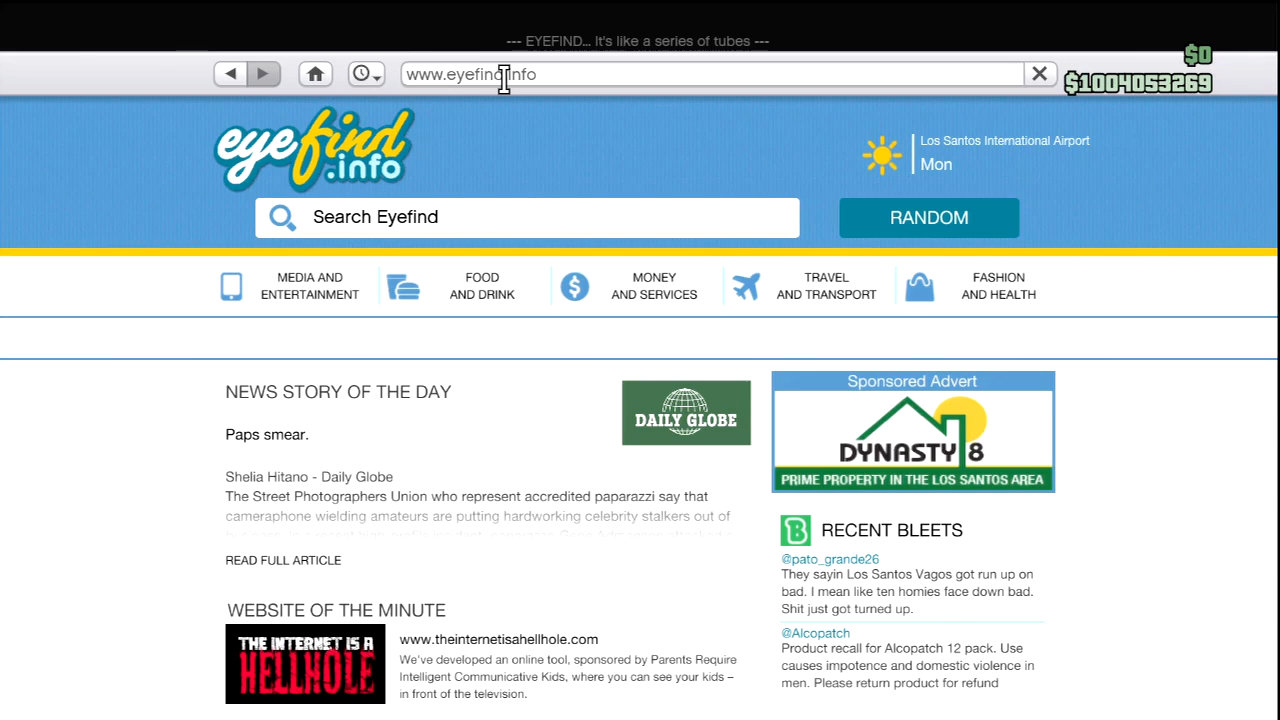 --- EYEFIND... It's like a series of tubes ---
$0
www.eyefind.info
$1004053269
eyefind
.info
Los Santos International Airport
Mon
Search Eyefind
RANDOM
MEDIA AND
ENTERTAINMENT
FOOD
AND DRINK
MONEY
AND SERVICES
TRAVEL
AND TRANSPORT
FASHION
AND HEALTH
NEWS STORY OF THE DAY
DAILY GLOBE
Paps smear.
Shelia Hitano - Daily Globe
The Street Photographers Union who represent accredited paparazzi say that
cameraphone wielding amateurs are putting hardworking celebrity stalkers out of
READ FULL ARTICLE
WEBSITE OF THE MINUTE
THE INTERNET IS A
HELLHOLE
www.theinternetisahellhole.com
We've developed an online tool, sponsored by Parents Require
Intelligent Communicative Kids, where you can see your kids –
in front of the television.
Sponsored Advert
DYNASTY 8
PRIME PROPERTY IN THE LOS SANTOS AREA
RECENT BLEETS
@pato_grande26
They sayin Los Santos Vagos got run up on
bad. I mean like ten homies face down bad.
Shit just got turned up.
@Alcopatch
Product recall for Alcopatch 12 pack. Use
causes impotence and domestic violence in
men. Please return product for refund